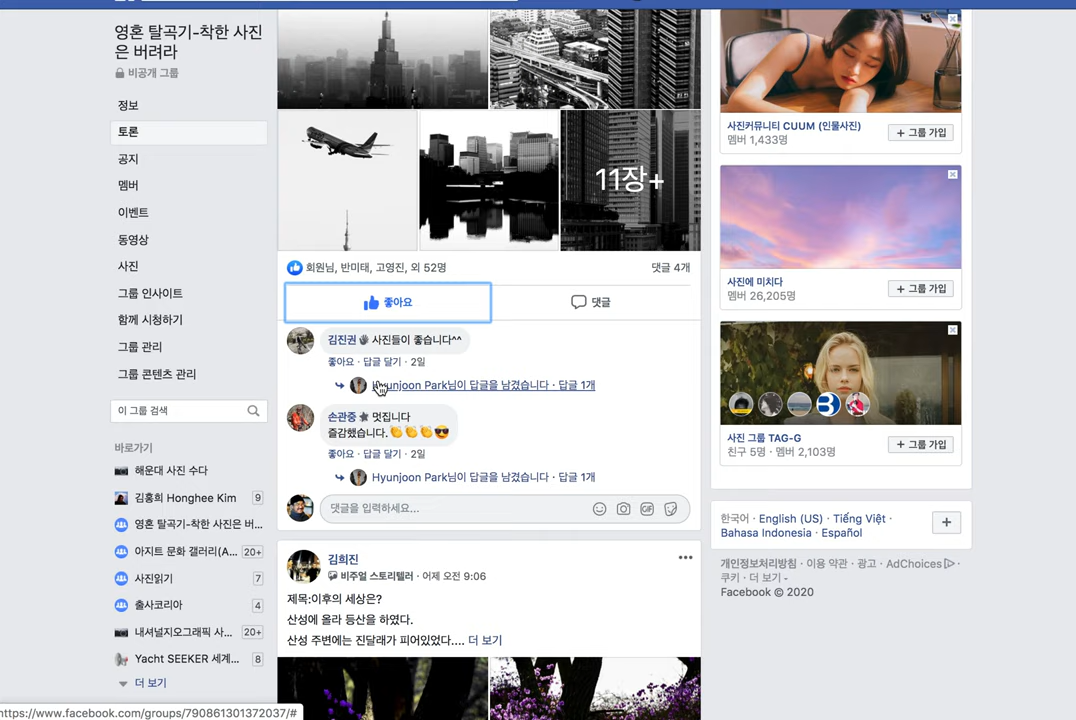 영혼 탈곡기-착한 사진
은 버려라
비공개 그룹
정보
토론
공지
멤버
이벤트
동영상
사진
그룹 인사이트
함께 시청하기
그룹 관리
그룹 콘텐츠 관리
이 그룹 검색
바로가기
해운대 사진 수다
김홍희 Honghee Kim 9
영혼 탈곡기-착한 사진은 버...
아지트 문화 갤러리(A... 20+
사진읽기 7
출사코리아 4
내셔널지오그래픽 사... 20+
Yacht SEEKER 세계... 8
더 보기
https://www.facebook.com/groups/790861301372037/#
11장+
회원님, 반미태, 고영진, 외 52명 댓글 4개
좋아요 댓글
김진권 사진들이 좋습니다^^
좋아요 · 답글 달기 · 2일
Hyunjoon Park님이 답글을 남겼습니다 · 답글 1개
손관중 멋집니다
즐감했습니다.
좋아요 · 답글 달기 · 2일
Hyunjoon Park님이 답글을 남겼습니다 · 답글 1개
댓글을 입력하세요... GIF
김희진
비주얼 스토리텔러 · 어제 오전 9:06
제목:이후의 세상은?
산성에 올라 등산을 하였다.
산성 주변에는 진달래가 피어있었다.... 더 보기
사진커뮤니티 CUUM (인물사진)
멤버 1,433명
+ 그룹 가입
사진에 미치다
멤버 26,205명
+ 그룹 가입
사진 그룹 TAG-G
친구 5명 · 멤버 2,103명
+ 그룹 가입
한국어 · English (US) · Tiếng Việt ·
Bahasa Indonesia · Español
개인정보처리방침 · 이용 약관 · 광고 · AdChoices ·
쿠키 · 더 보기
Facebook © 2020